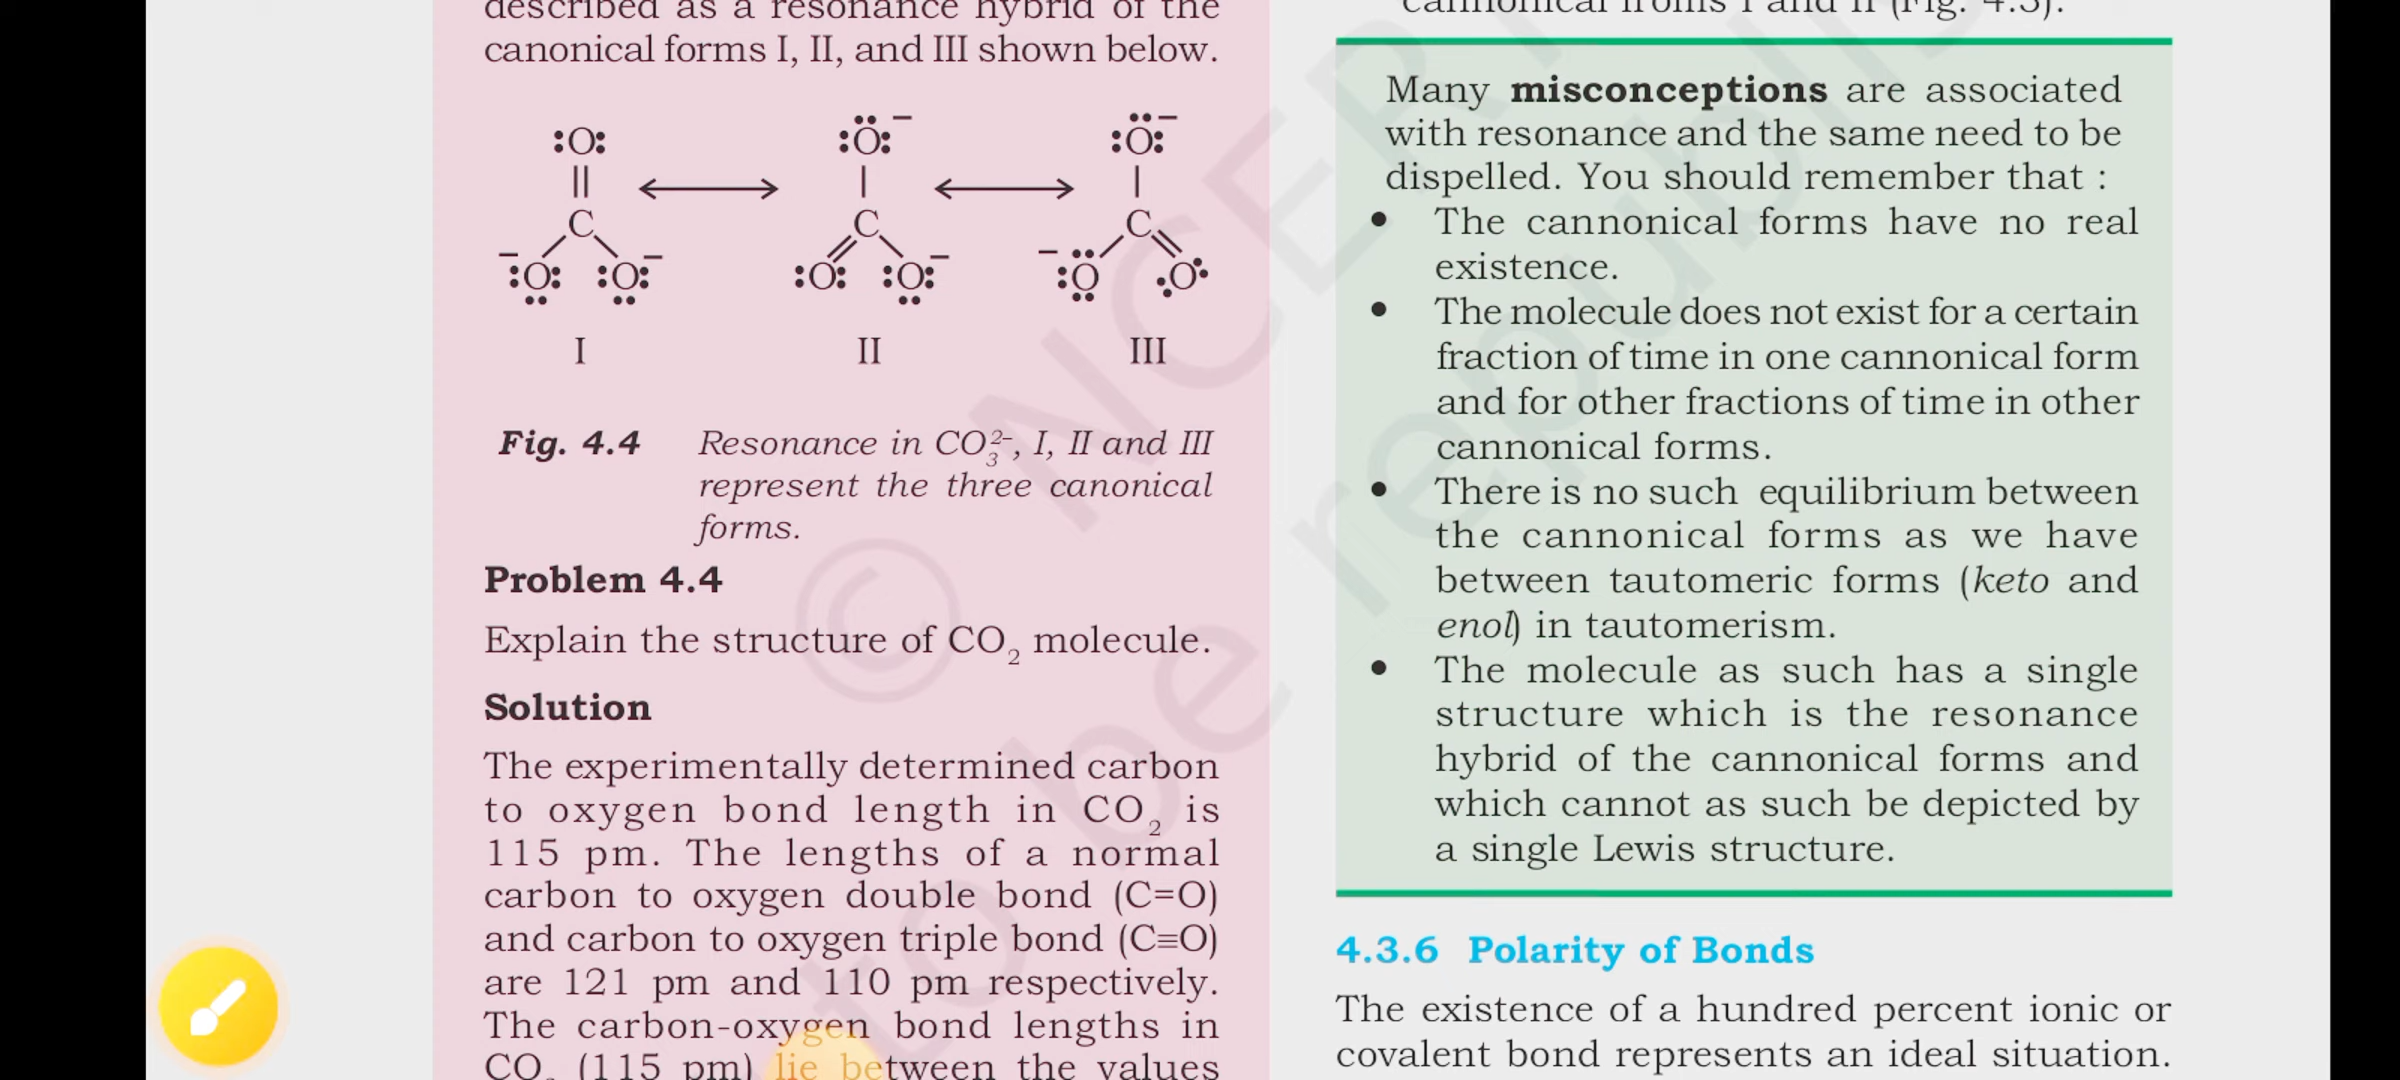 described as a resonance hybrid of the
canonical forms I, II, and III shown below.
:O: :Ö:⁻ :Ö:⁻
C C C
⁻:O: :O:⁻ :O: :O:⁻ ⁻:O O:
I II III
Fig. 4.4 Resonance in CO₃²⁻, I, II and III
represent the three canonical
forms.
Problem 4.4
Explain the structure of CO₂ molecule.
Solution
The experimentally determined carbon
to oxygen bond length in CO₂ is
115 pm. The lengths of a normal
carbon to oxygen double bond (C=O)
and carbon to oxygen triple bond (C≡O)
are 121 pm and 110 pm respectively.
The carbon-oxygen bond lengths in
CO₂ (115 pm) lie between the values
Many misconceptions are associated
with resonance and the same need to be
dispelled. You should remember that :
• The cannonical forms have no real
existence.
• The molecule does not exist for a certain
fraction of time in one cannonical form
and for other fractions of time in other
cannonical forms.
• There is no such equilibrium between
the cannonical forms as we have
between tautomeric forms (keto and
enol) in tautomerism.
• The molecule as such has a single
structure which is the resonance
hybrid of the cannonical forms and
which cannot as such be depicted by
a single Lewis structure.
4.3.6 Polarity of Bonds
The existence of a hundred percent ionic or
covalent bond represents an ideal situation.
© NCERT
to be republis